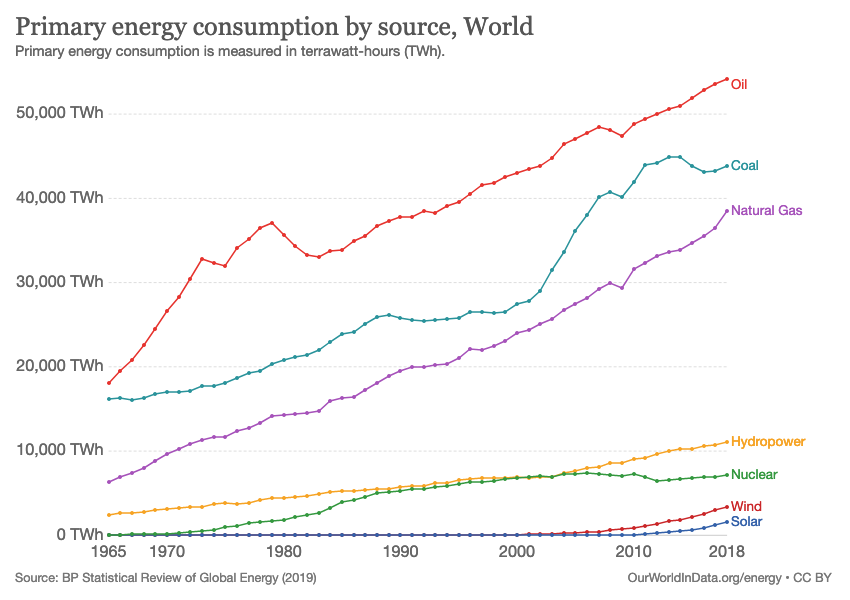 Primary energy consumption by source, World
Primary energy consumption is measured in terrawatt-hours (TWh).
50,000 TWh
40,000 TWh
30,000 TWh
20,000 TWh
10,000 TWh
0 TWh
Oil
Coal
Natural Gas
Hydropower
Nuclear
Wind
Solar
1965 1970 1980 1990 2000 2010 2018
Source: BP Statistical Review of Global Energy (2019)
OurWorldInData.org/energy • CC BY